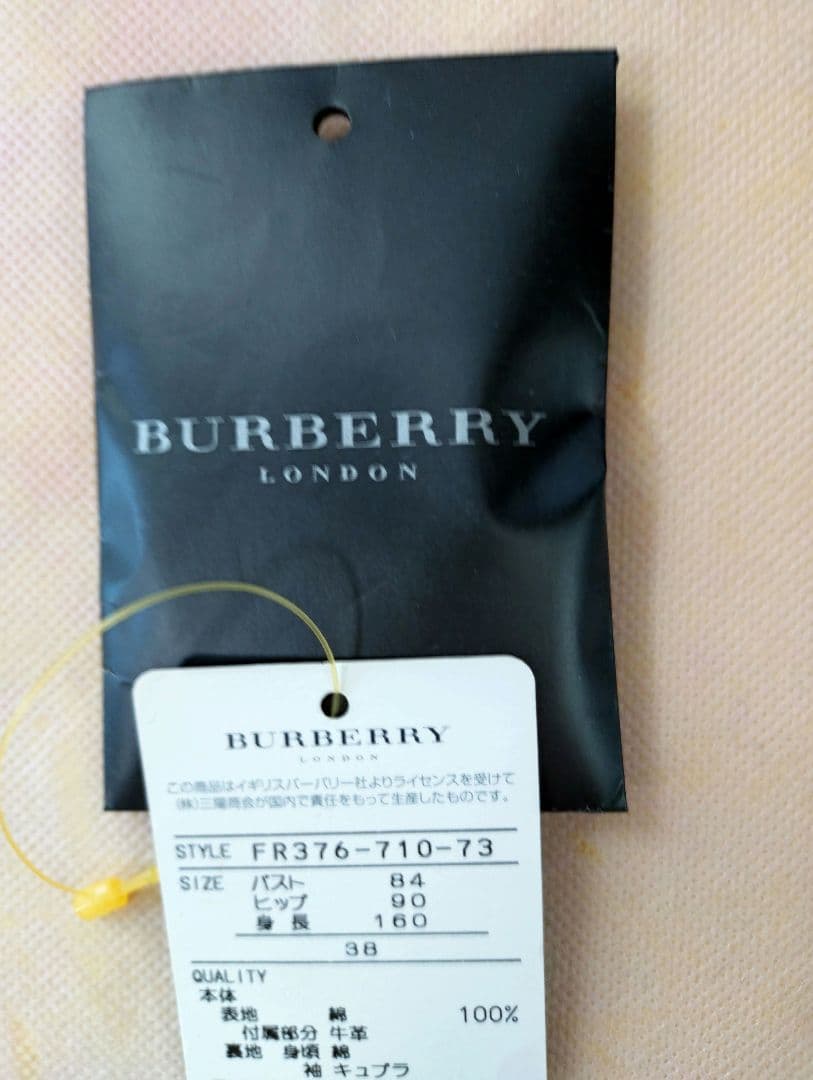 BURBERRY
LONDON
BURBERRY
LONDON
この商品はイギリスバーバリー社よりライセンスを受けて
(株)三陽商会が国内で責任をもって生産したものです。
STYLE FR376-710-73
SIZE バスト 84
ヒップ 90
身長 160
38
QUALITY
本体
表地 綿 100%
付属部分 牛革
裏地 身頃 綿
袖 キュプラ